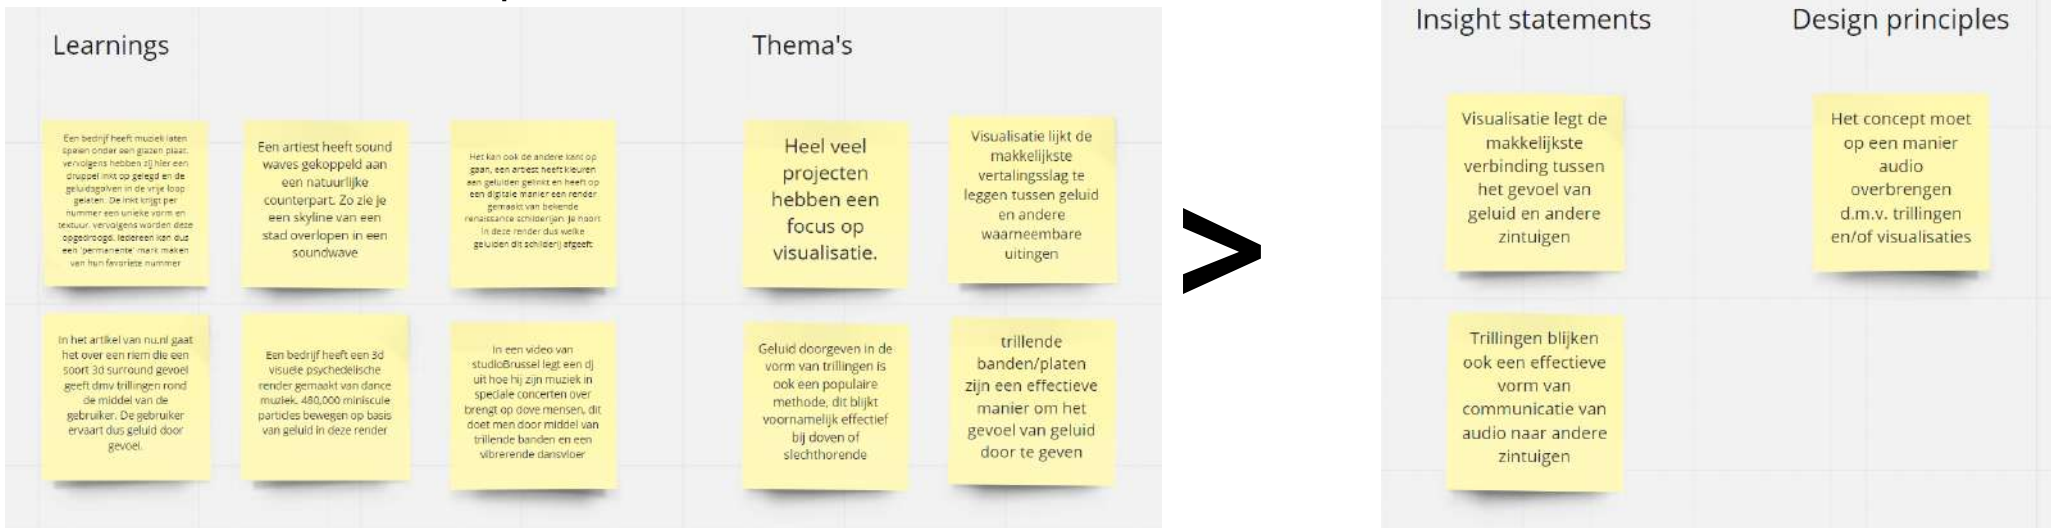 Learnings
Een bedrijf heeft muziek laten
spelen onder een glazen plaat.
vervolgens hebben zij hier een
druppel inkt op gelegd en de
geluidsgolven in de vrije loop
gelaten. De inkt krijgt per
nummer een unieke vorm en
textuur. vervolgens worden deze
opgedroogd. Iedereen kan dus
een 'permanente' mark maken
van hun favoriete nummer
Een artiest heeft sound
waves gekoppeld aan
een natuurlijke
counterpart. Zo zie je
een skyline van een
stad overlopen in een
soundwave
Het kan ook de andere kant op
gaan, een artiest heeft kleuren
aan geluiden gelinkt en heeft op
een digitale manier een render
gemaakt van bekende
renaissance schilderijen. Je hoort
in deze render dus welke
geluiden dit schilderij afgeeft
In het artikel van nu.nl gaat
het over een riem die een
soort 3d surround gevoel
geeft dmv trillingen rond
de middel van de
gebruiker. De gebruiker
ervaart dus geluid door
gevoel.
Een bedrijf heeft een 3d
visuele psychedelische
render gemaakt van dance
muziek. 480,000 miniscule
particles bewegen op basis
van geluid in deze render
In een video van
studioBrussel legt een dj
uit hoe hij zijn muziek in
speciale concerten over
brengt op dove mensen, dit
doet men door middel van
trillende banden en een
vibrerende dansvloer
Thema's
Heel veel
projecten
hebben een
focus op
visualisatie.
Visualisatie lijkt de
makkelijkste
vertalingsslag te
leggen tussen geluid
en andere
waarneembare
uitingen
Geluid doorgeven in de
vorm van trillingen is
ook een populaire
methode, dit blijkt
voornamelijk effectief
bij doven of
slechthorende
trillende
banden/platen
zijn een effectieve
manier om het
gevoel van geluid
door te geven
>
Insight statements
Visualisatie legt de
makkelijkste
verbinding tussen
het gevoel van
geluid en andere
zintuigen
Trillingen blijken
ook een effectieve
vorm van
communicatie van
audio naar andere
zintuigen
Design principles
Het concept moet
op een manier
audio
overbrengen
d.m.v. trillingen
en/of visualisaties